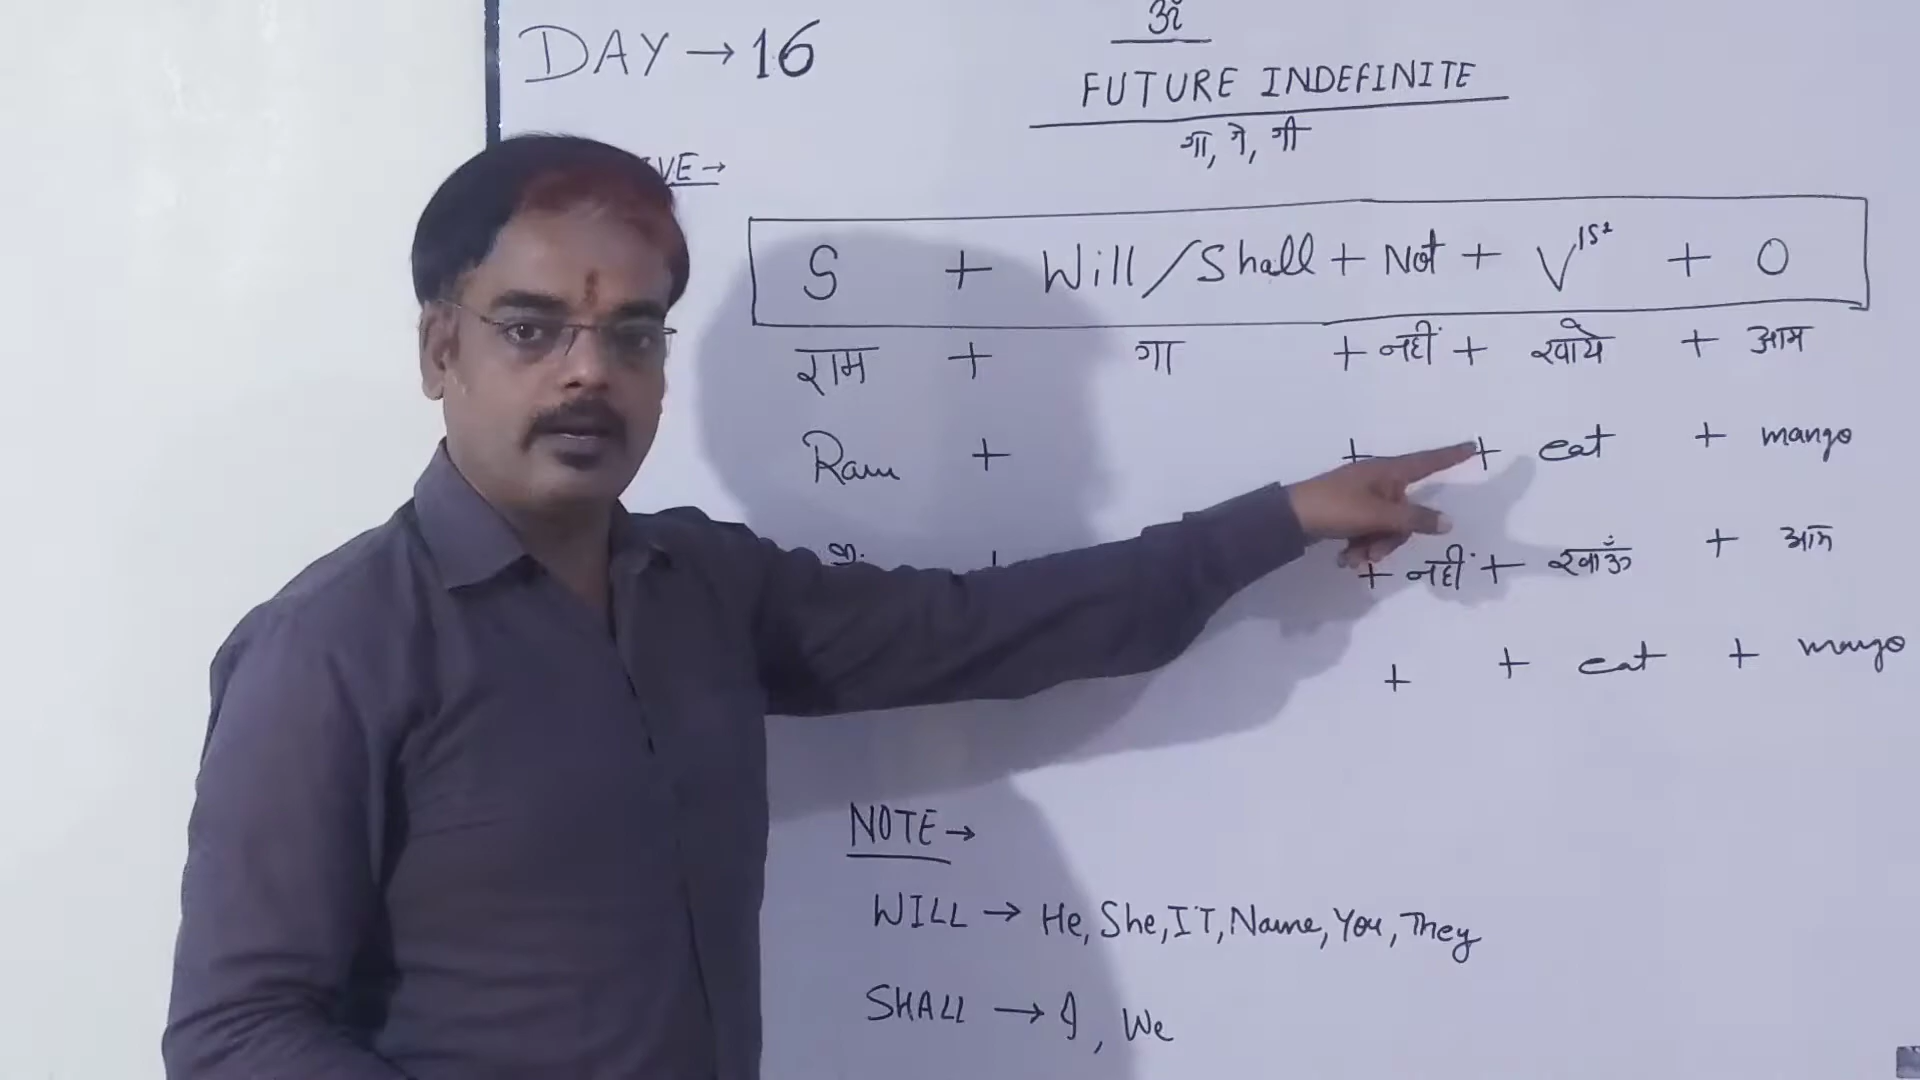 ॐ
DAY → 16
FUTURE INDEFINITE
गा, गे, गी
VE →
S + Will/Shall + Not + V1st + O
राम + गा + नहीं + खाये + आम
Ram + + + eat + mango
+ + नहीं + खाऊँ + आम
+ + eat + mango
NOTE →
WILL → He, She, IT, Name, You, They
SHALL → I, We